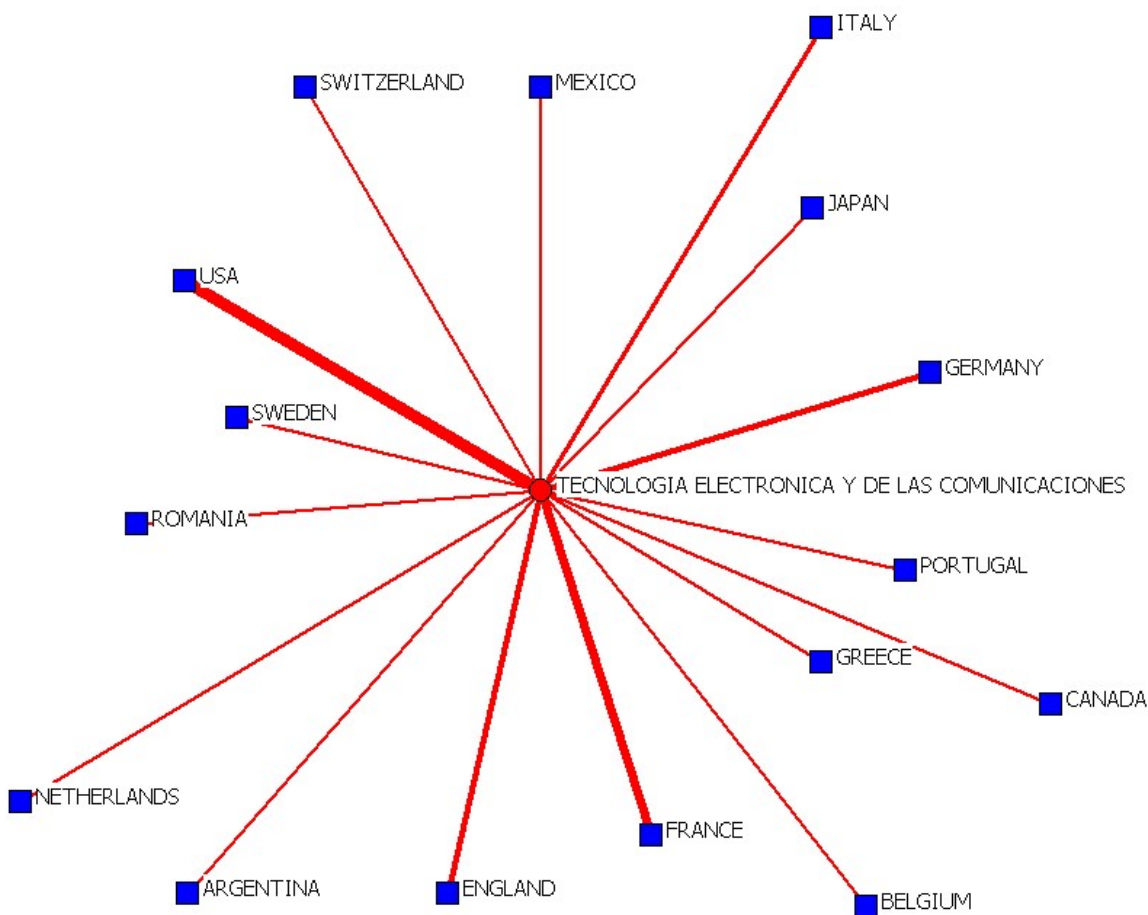 ITALY
SWITZERLAND
MEXICO
JAPAN
USA
GERMANY
SWEDEN
TECNOLOGIA ELECTRONICA Y DE LAS COMUNICACIONES
ROMANIA
PORTUGAL
GREECE
CANADA
NETHERLANDS
FRANCE
ARGENTINA
ENGLAND
BELGIUM